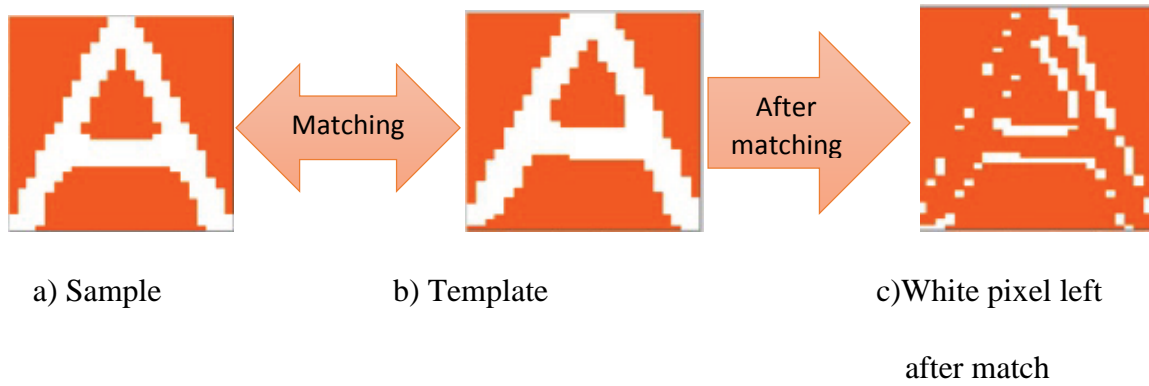 A
Matching
A
After
matching
a) Sample
b) Template
c)White pixel left
after match